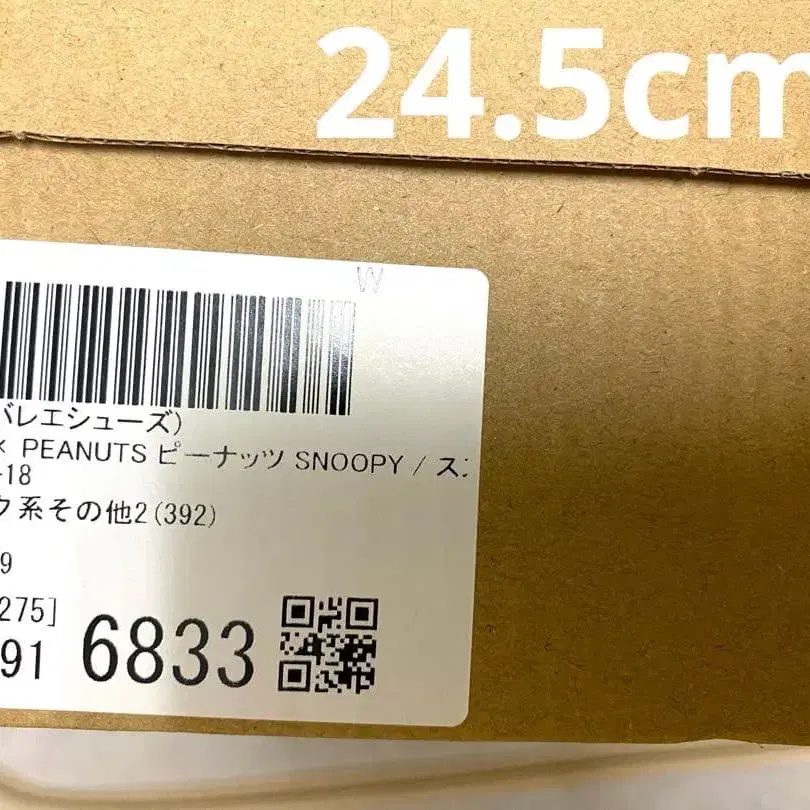 24.5cm
W
バレエシューズ)
× PEANUTS ピーナッツ SNOOPY / ス
-18
ク系その他2(392)
9
275]
91 6833